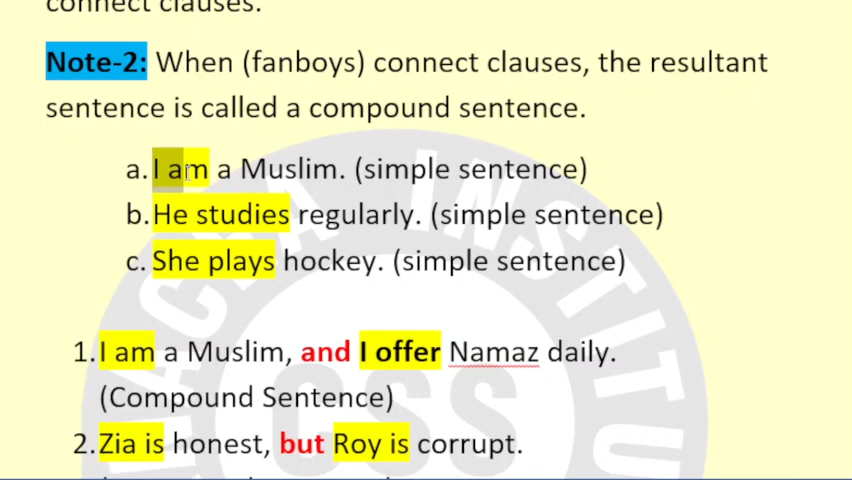 connect clauses.
Note-2: When (fanboys) connect clauses, the resultant
sentence is called a compound sentence.
a. I am a Muslim. (simple sentence)
b. He studies regularly. (simple sentence)
c. She plays hockey. (simple sentence)
1. I am a Muslim, and I offer Namaz daily.
(Compound Sentence)
2. Zia is honest, but Roy is corrupt.
INSTITU
CSS